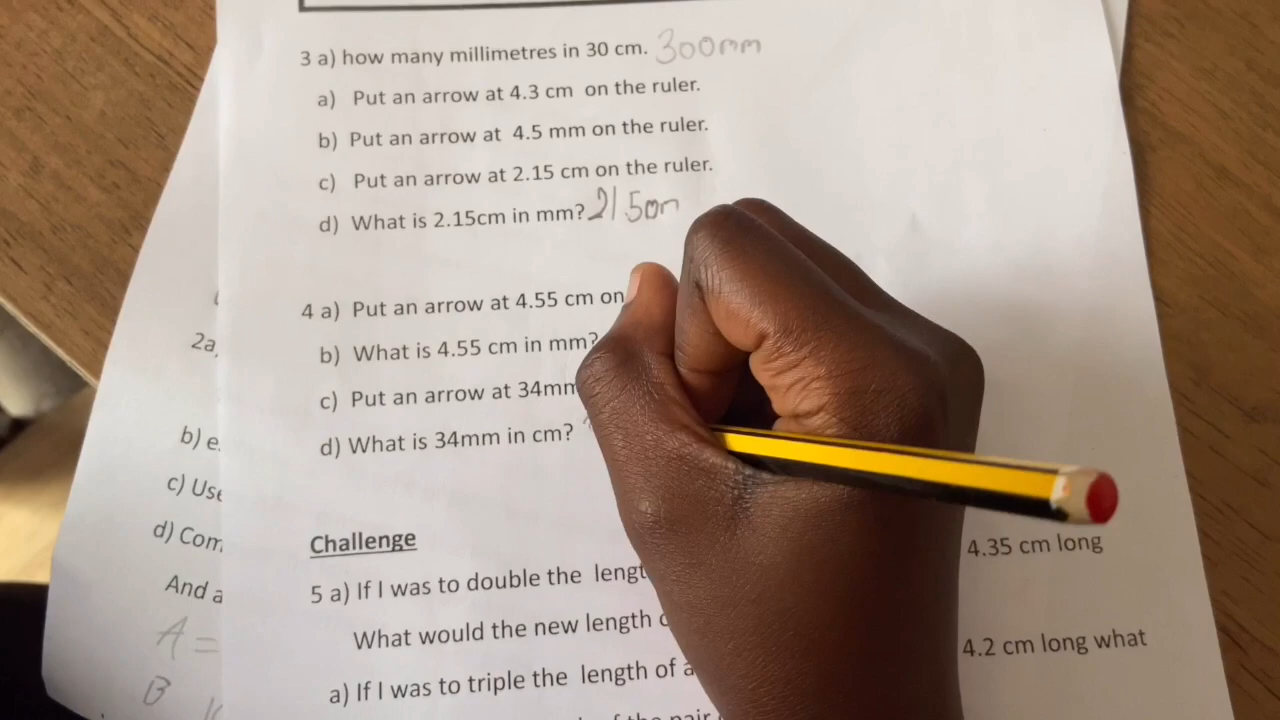 3 a) how many millimetres in 30 cm. 300mm
a) Put an arrow at 4.3 cm on the ruler.
b) Put an arrow at 4.5 mm on the ruler.
c) Put an arrow at 2.15 cm on the ruler.
d) What is 2.15cm in mm? 21.5
4 a) Put an arrow at 4.55 cm on
b) What is 4.55 cm in mm?
c) Put an arrow at 34mm
d) What is 34mm in cm?
Challenge
5 a) If I was to double the 4.35 cm long
What would the new length
a) If I was to triple the length of 4.2 cm long what
2a,
b)
c) Use
d)
And a
A =
B